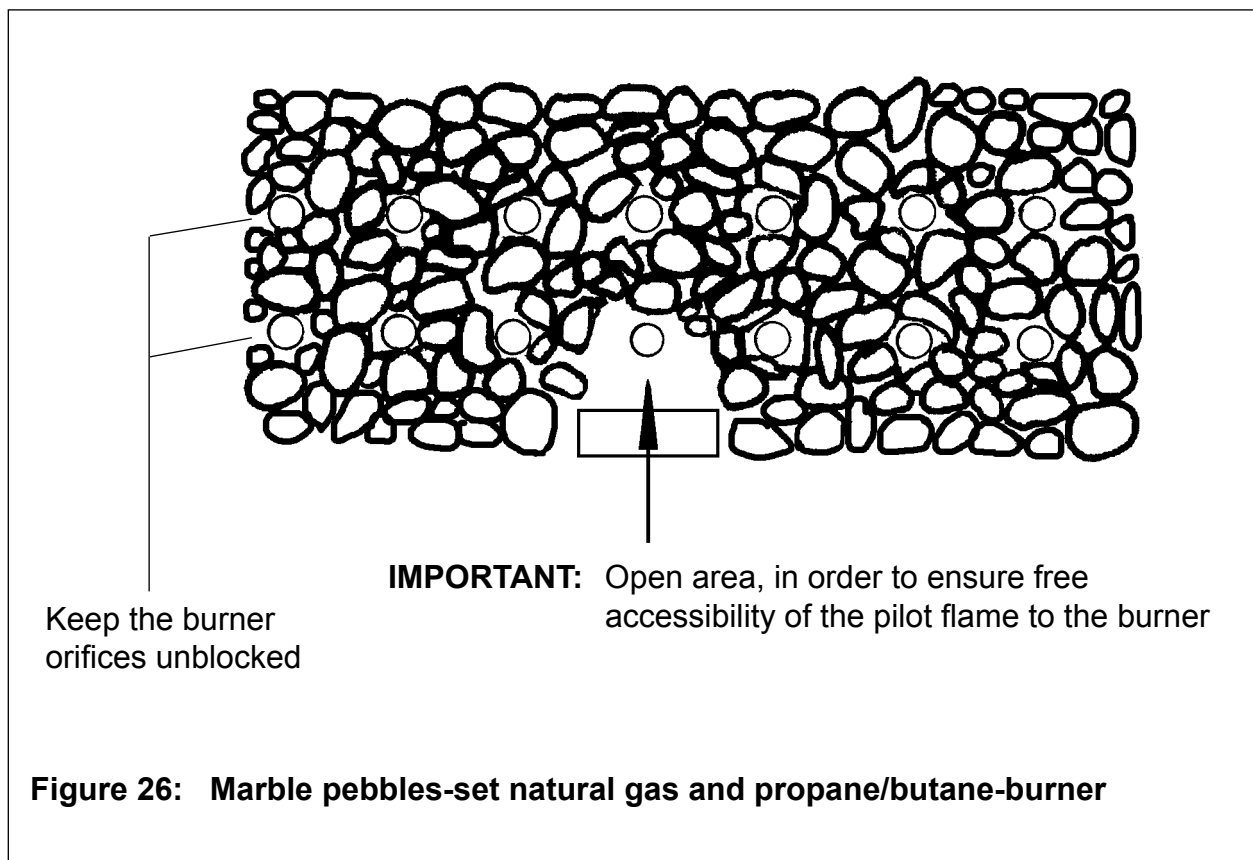 IMPORTANT: Open area, in order to ensure free
accessibility of the pilot flame to the burner
Keep the burner
orifices unblocked
Figure 26: Marble pebbles-set natural gas and propane/butane-burner